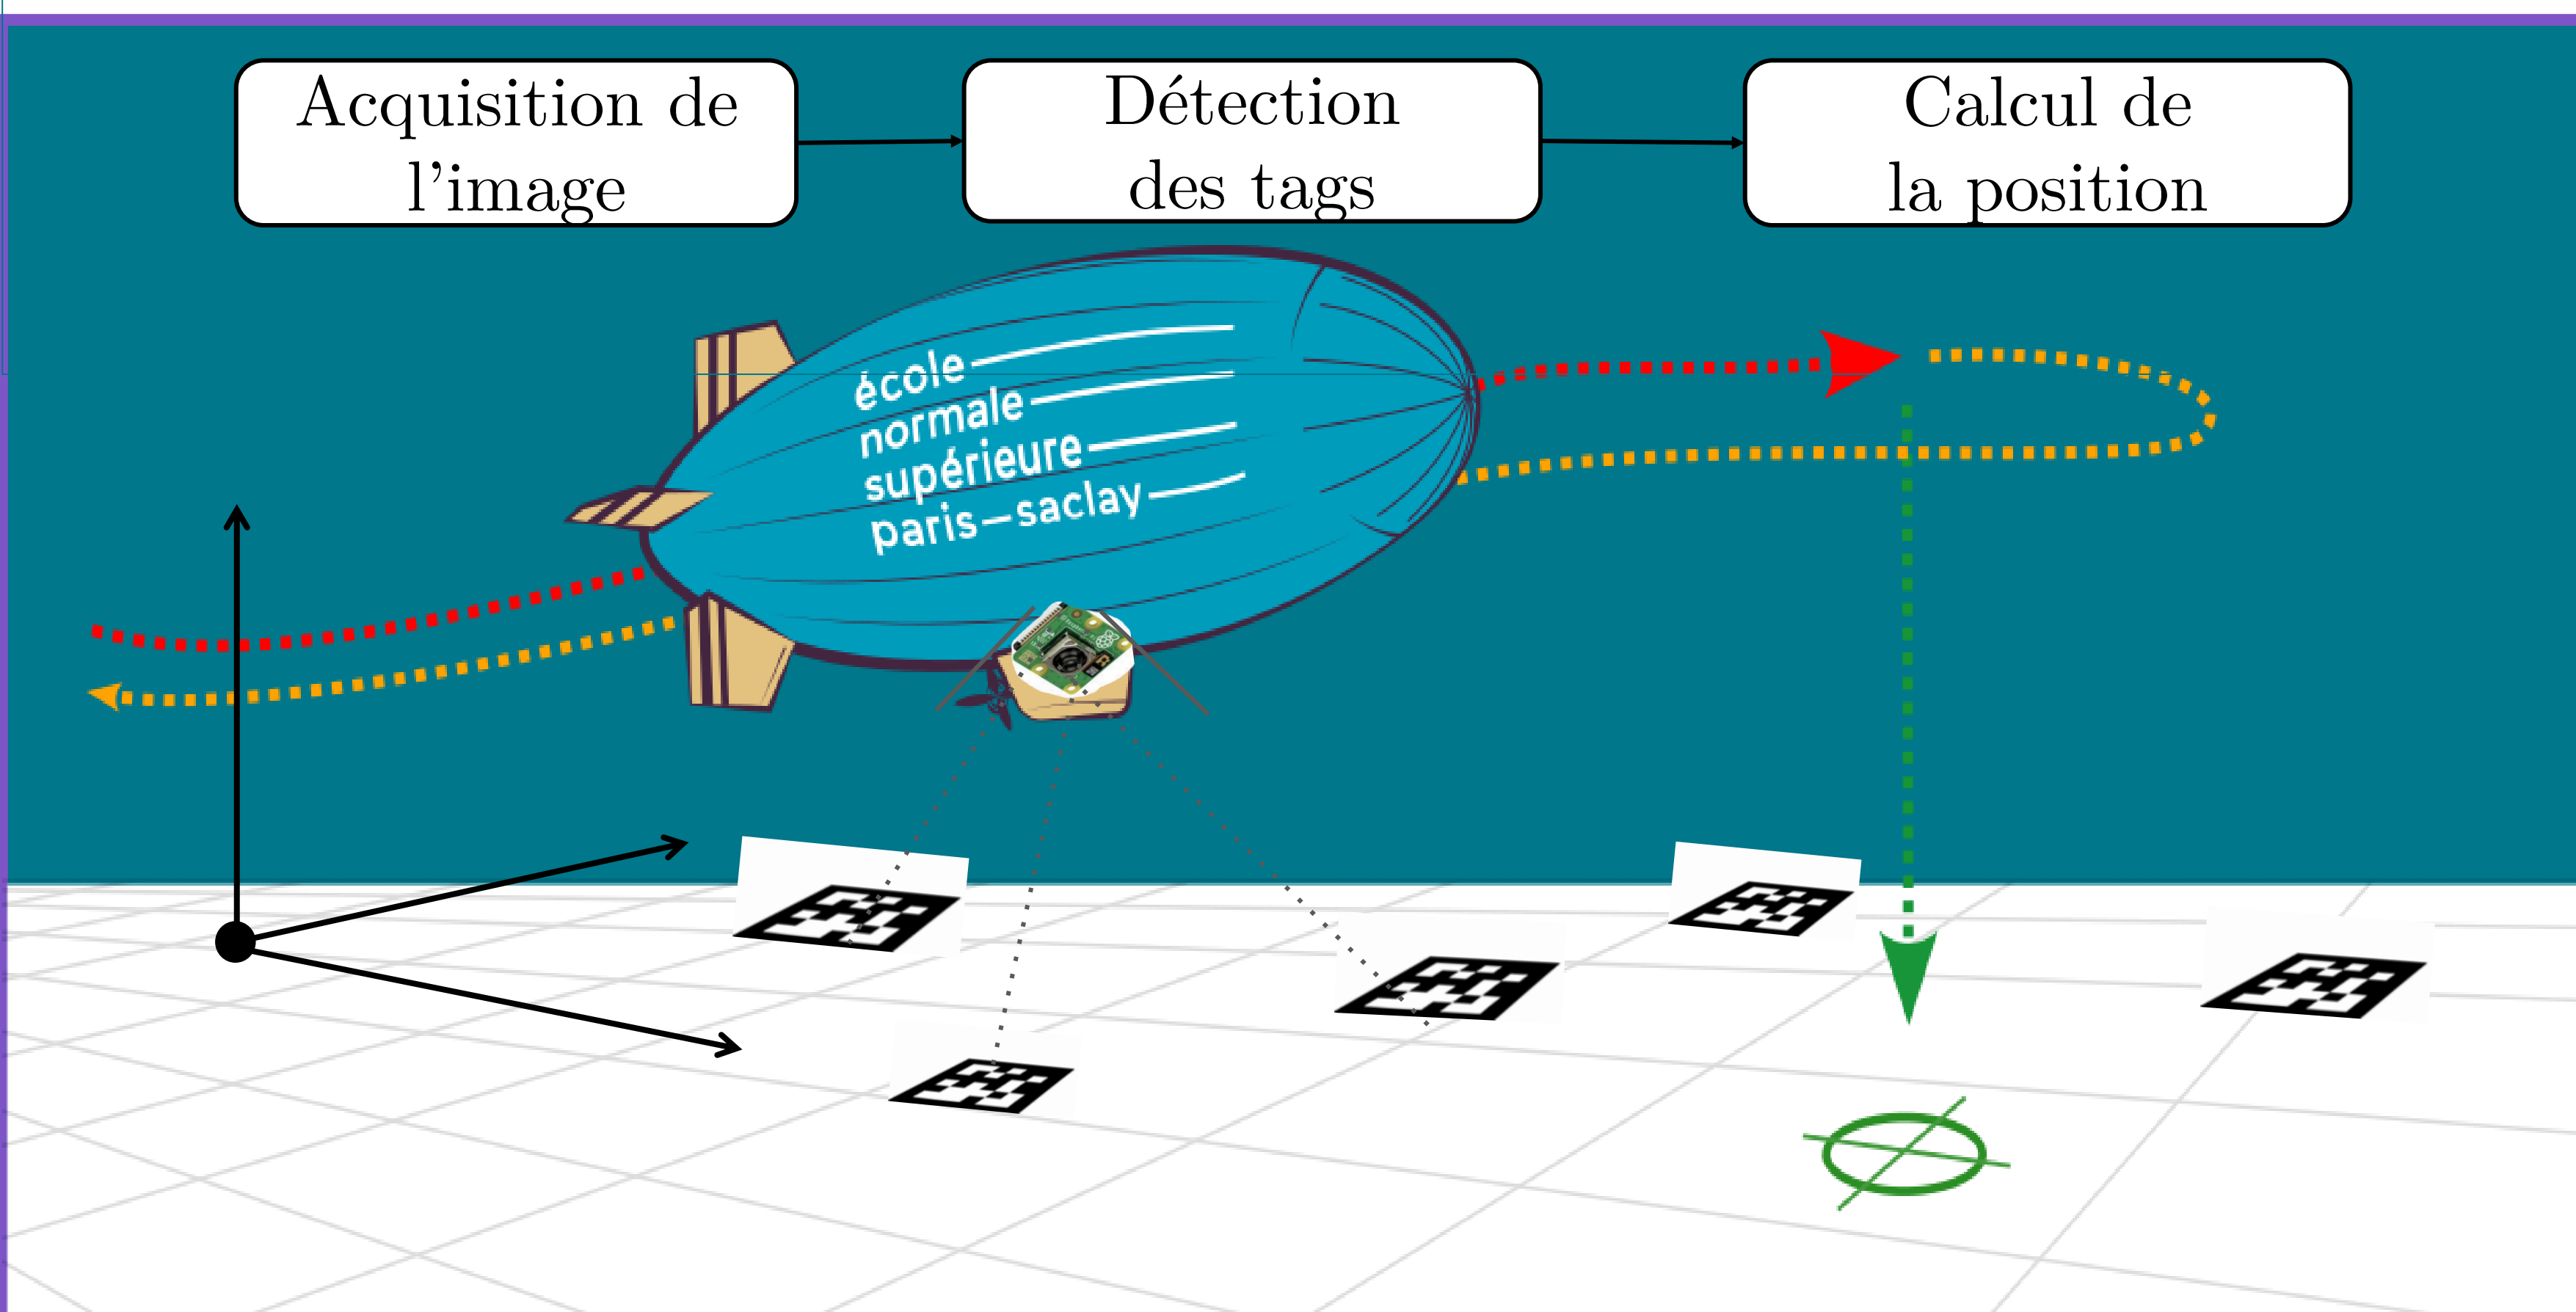 Acquisition de
l'image
Détection
des tags
Calcul de
la position
école
normale
supérieure
paris-saclay